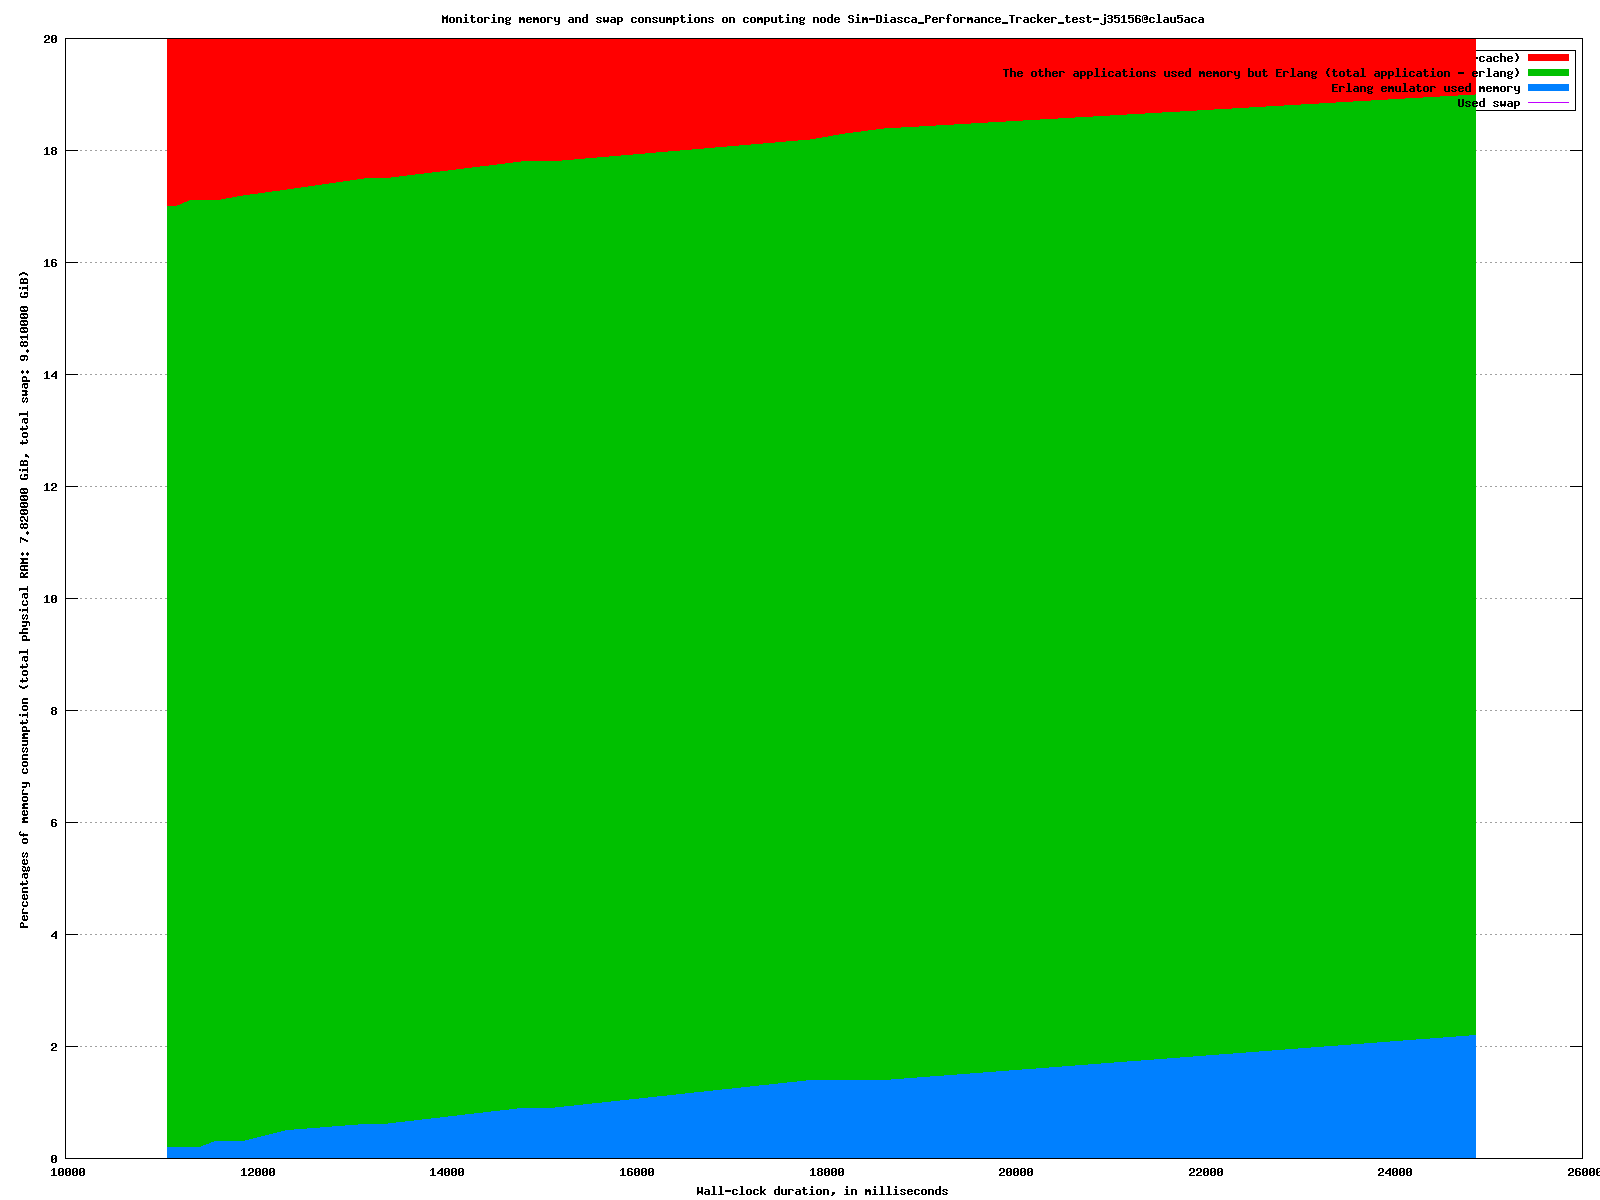 Monitoring memory and swap consumptions on computing node Sim-Diasca_Performance_Tracker_test-j35156@clau5aca
20
18
16
14
12
10
8
6
4
2
0
Percentages of memory consumption (total physical RAM: 7.820000 GiB, total swap: 9.810000 GiB)
-cache)
The other applications used memory but Erlang (total application - erlang)
Erlang emulator used memory
Used swap
10000 12000 14000 16000 18000 20000 22000 24000 26000
Wall-clock duration, in milliseconds